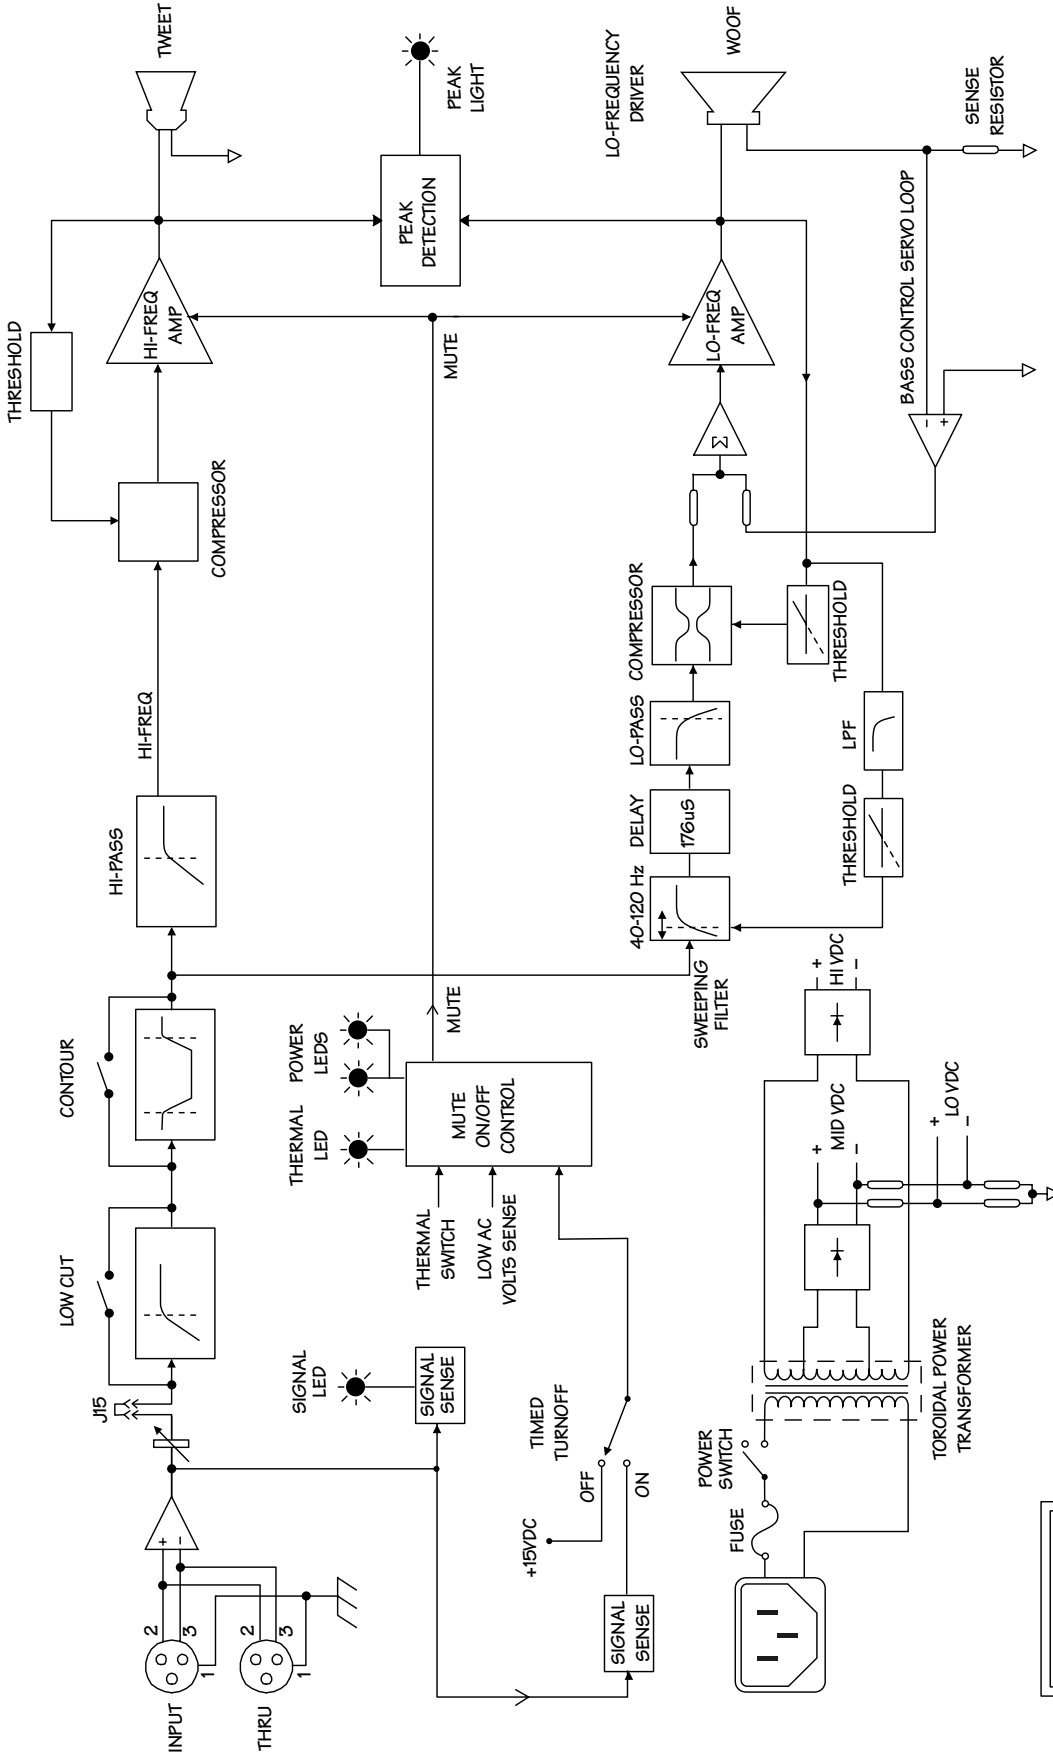 INPUT
2
3
1
THRU
2
3
1
+
–
J15
LOW CUT
CONTOUR
HI-PASS
HI-FREQ
COMPRESSOR
THRESHOLD
HI-FREQ
AMP
TWEET
SIGNAL
LED
SIGNAL
SENSE
THERMAL
LED
POWER
LEDS
MUTE
ON/OFF
CONTROL
THERMAL
SWITCH
LOW AC
VOLTS SENSE
MUTE
MUTE
PEAK
DETECTION
PEAK
LIGHT
+15VDC
TIMED
TURNOFF
OFF
ON
SIGNAL
SENSE
SWEEPING
FILTER
40-120 Hz
DELAY
176uS
LO-PASS
COMPRESSOR
THRESHOLD
LPF
THRESHOLD
Σ
LO-FREQ
AMP
LO-FREQUENCY
DRIVER
WOOF
SENSE
RESISTOR
BASS CONTROL SERVO LOOP
–
+
FUSE
POWER
SWITCH
TOROIDAL POWER
TRANSFORMER
+
MID VDC
–
+
HI VDC
–
+
LO VDC
–